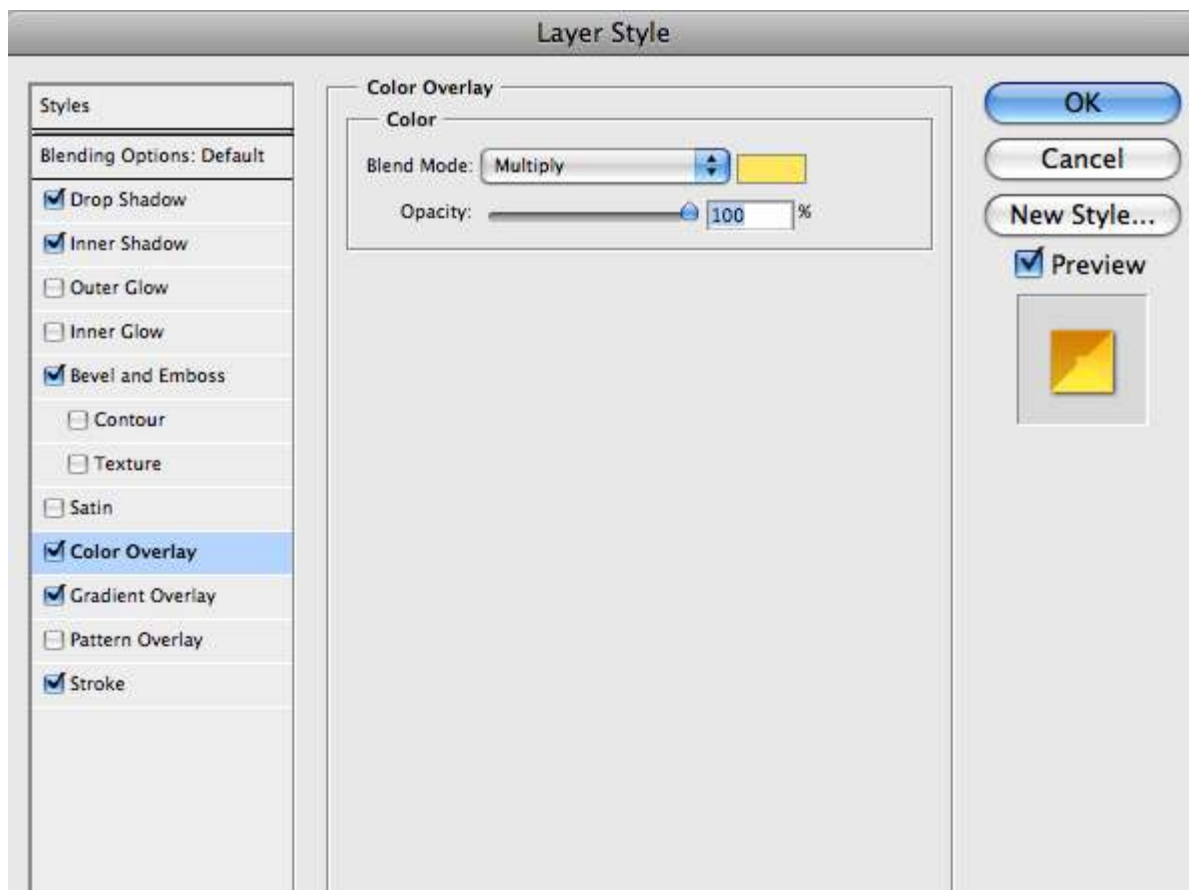 Layer Style
Styles
Blending Options: Default
Drop Shadow
Inner Shadow
Outer Glow
Inner Glow
Bevel and Emboss
Contour
Texture
Satin
Color Overlay
Gradient Overlay
Pattern Overlay
Stroke
Color Overlay
Color
Blend Mode: Multiply
Opacity: 100 %
OK
Cancel
New Style...
Preview